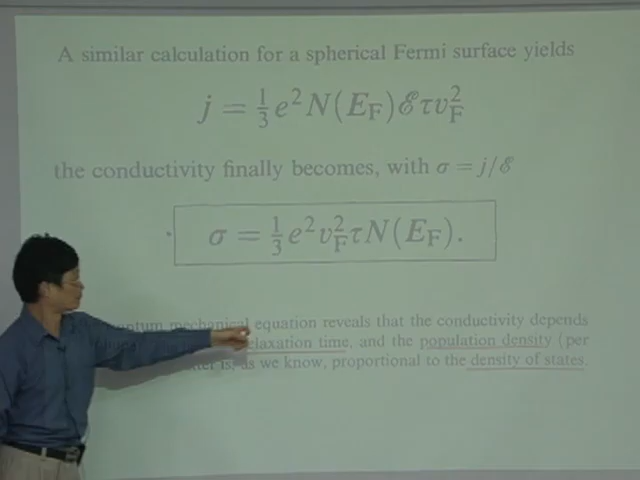 A similar calculation for a spherical Fermi surface yields
j = 1/3 e² N(E_F) ℰ τ v_F²
the conductivity finally becomes, with σ = j/ℰ
σ = 1/3 e² v_F² τ N(E_F).
mechanical equation reveals that the conductivity depends
time, and the population density (per
is, as we know, proportional to the density of states.